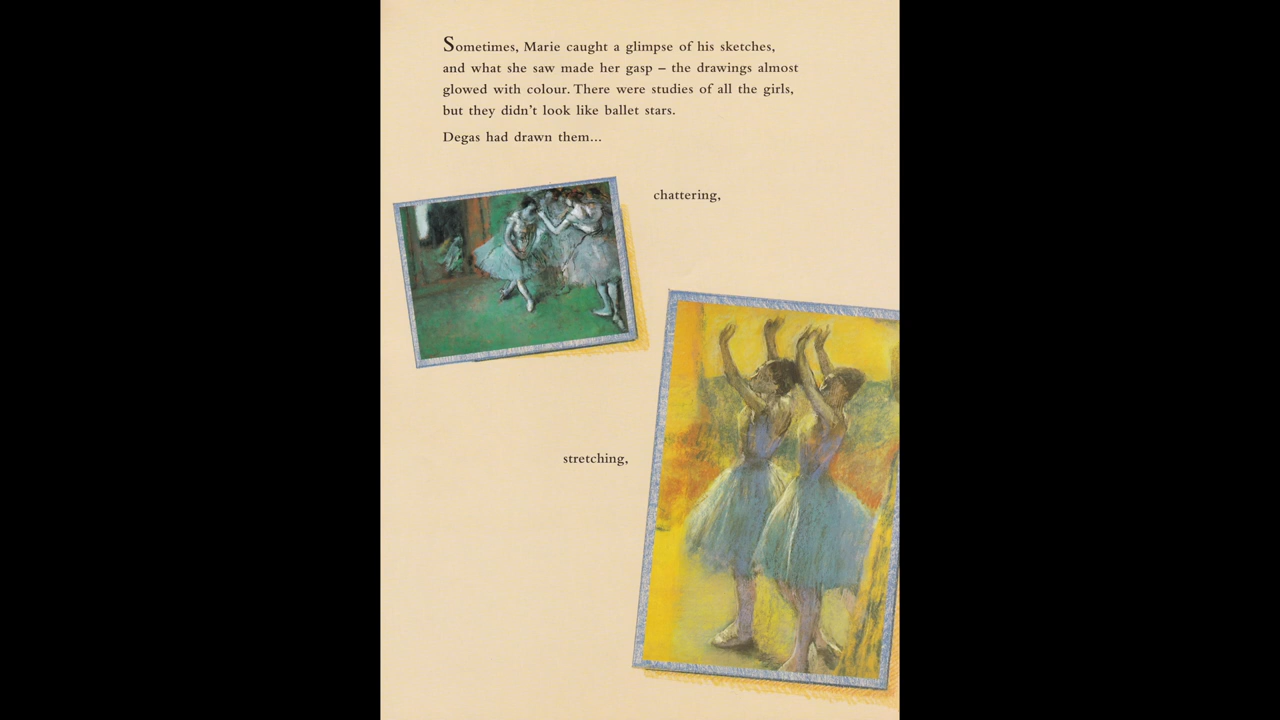 Sometimes, Marie caught a glimpse of his sketches,
and what she saw made her gasp – the drawings almost
glowed with colour. There were studies of all the girls,
but they didn't look like ballet stars.
Degas had drawn them...
chattering,
stretching,